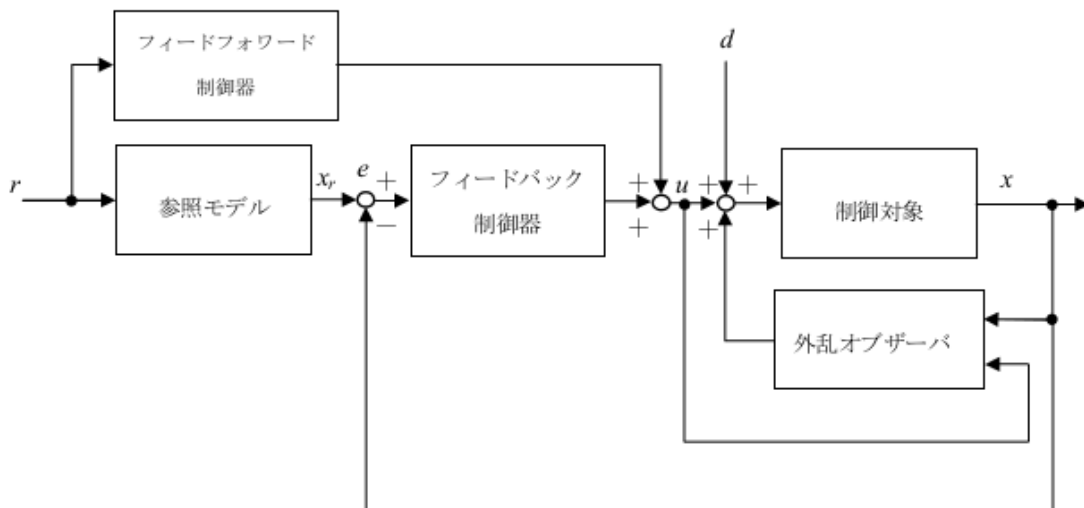 フィードフォワード
制御器
d
r
参照モデル
x_r
e
+
−
フィードバック
制御器
+
+
u
+
+
+
制御対象
x
外乱オブザーバ